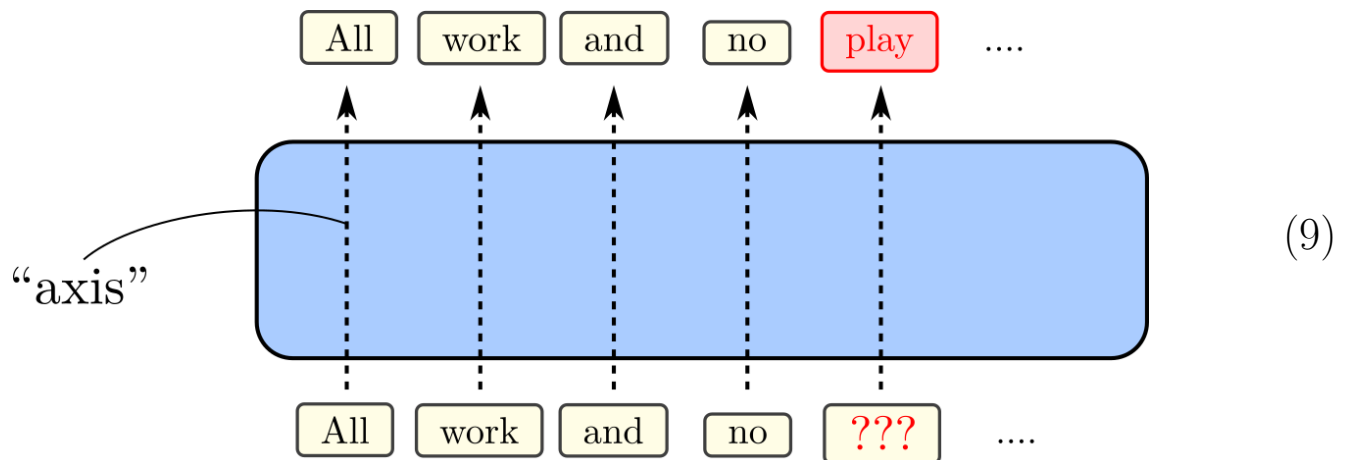 All work and no play ....
(9)
“axis”
All work and no ??? ....